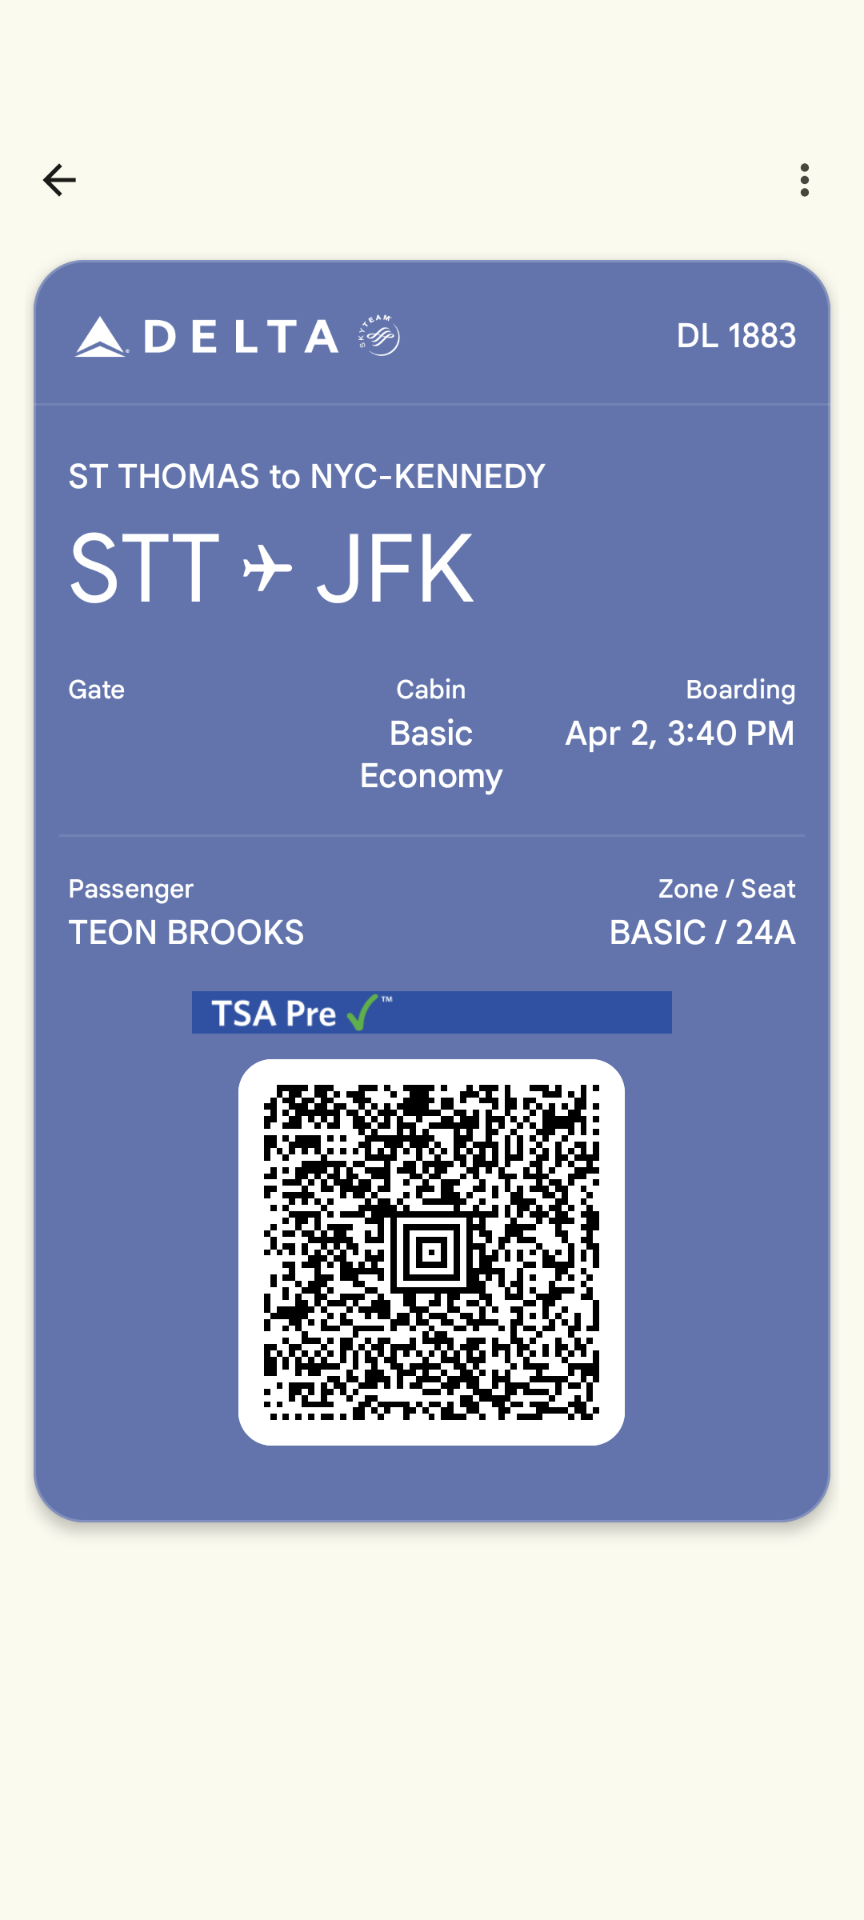 DELTA SKYTEAM
DL 1883
ST THOMAS to NYC-KENNEDY
STT JFK
Gate Cabin Boarding
Basic Apr 2, 3:40 PM
Economy
Passenger Zone / Seat
TEON BROOKS BASIC / 24A
TSA Pre ™